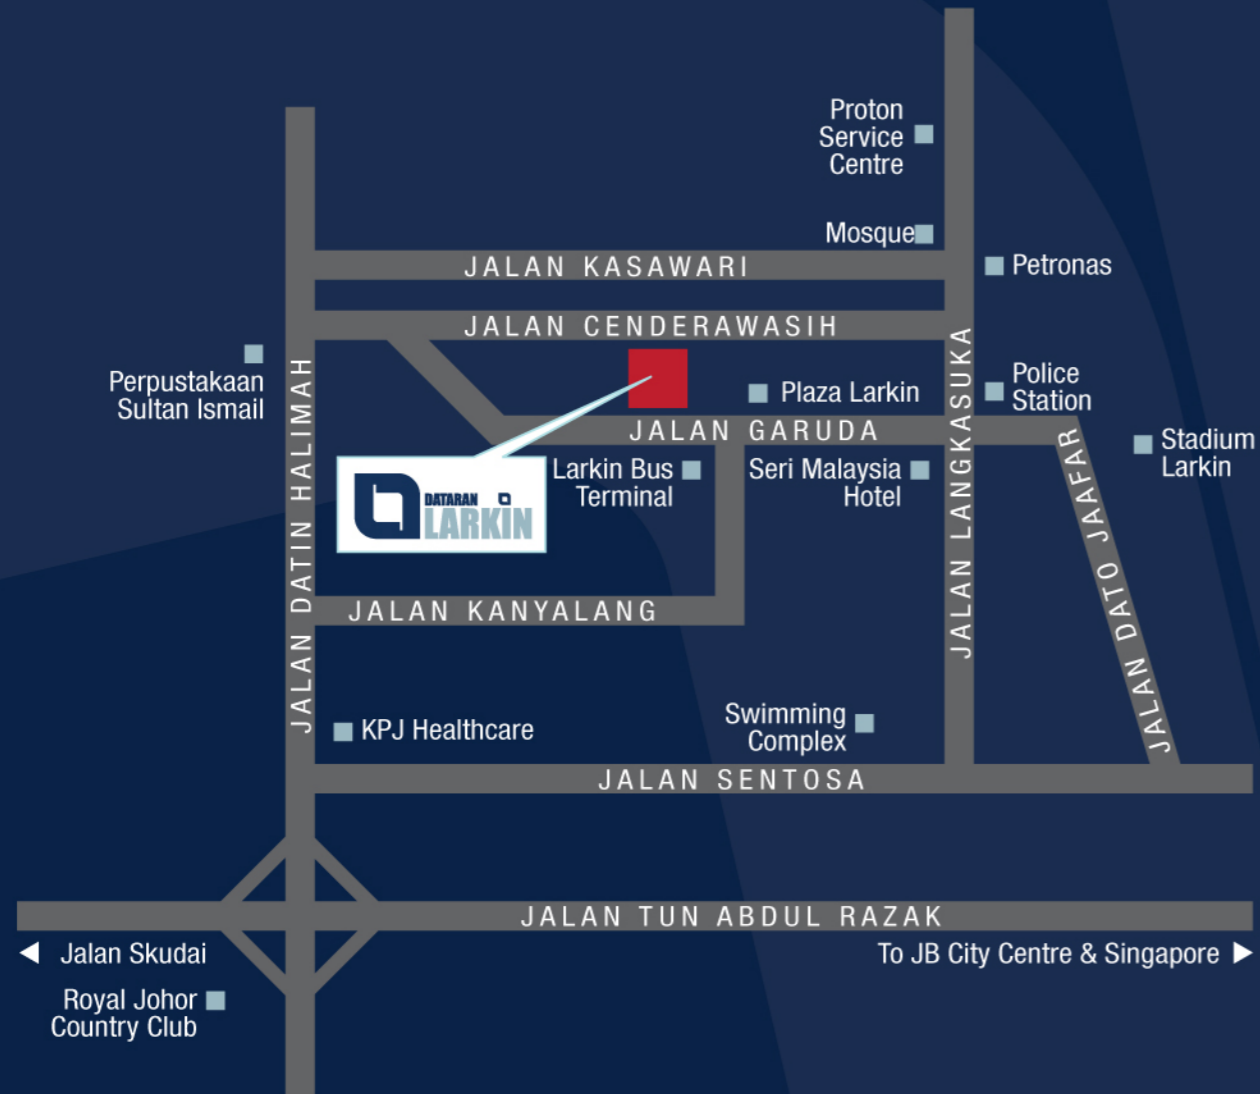 Proton
Service
Centre
Mosque
JALAN KASAWARI
Petronas
JALAN CENDERAWASIH
Perpustakaan
Sultan Ismail
Plaza Larkin
Police
Station
JALAN GARUDA
Stadium
Larkin
Larkin Bus
Terminal
Seri Malaysia
Hotel
DATARAN
LARKIN
JALAN DATIN HALIMAH
JALAN LANGKASUKA
JALAN DATO JAAFAR
JALAN KANYALANG
KPJ Healthcare
Swimming
Complex
JALAN SENTOSA
JALAN TUN ABDUL RAZAK
Jalan Skudai
To JB City Centre & Singapore
Royal Johor
Country Club